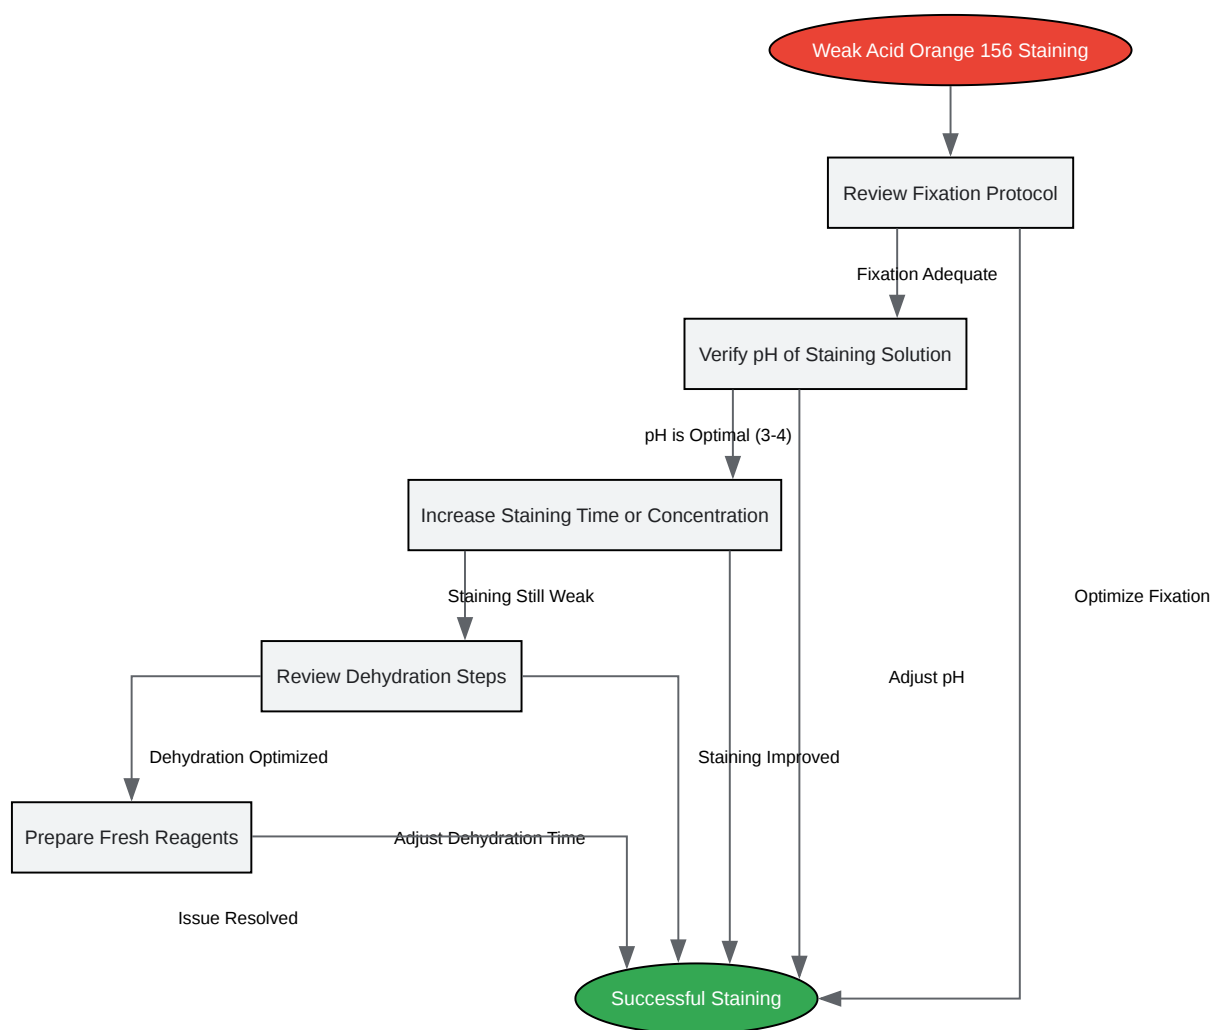 Weak Acid Orange 156 Staining
Review Fixation Protocol
Fixation Adequate
Verify pH of Staining Solution
pH is Optimal (3-4)
Increase Staining Time or Concentration
Staining Still Weak
Optimize Fixation
Review Dehydration Steps
Adjust pH
Dehydration Optimized
Staining Improved
Prepare Fresh Reagents
Adjust Dehydration Time
Issue Resolved
Successful Staining